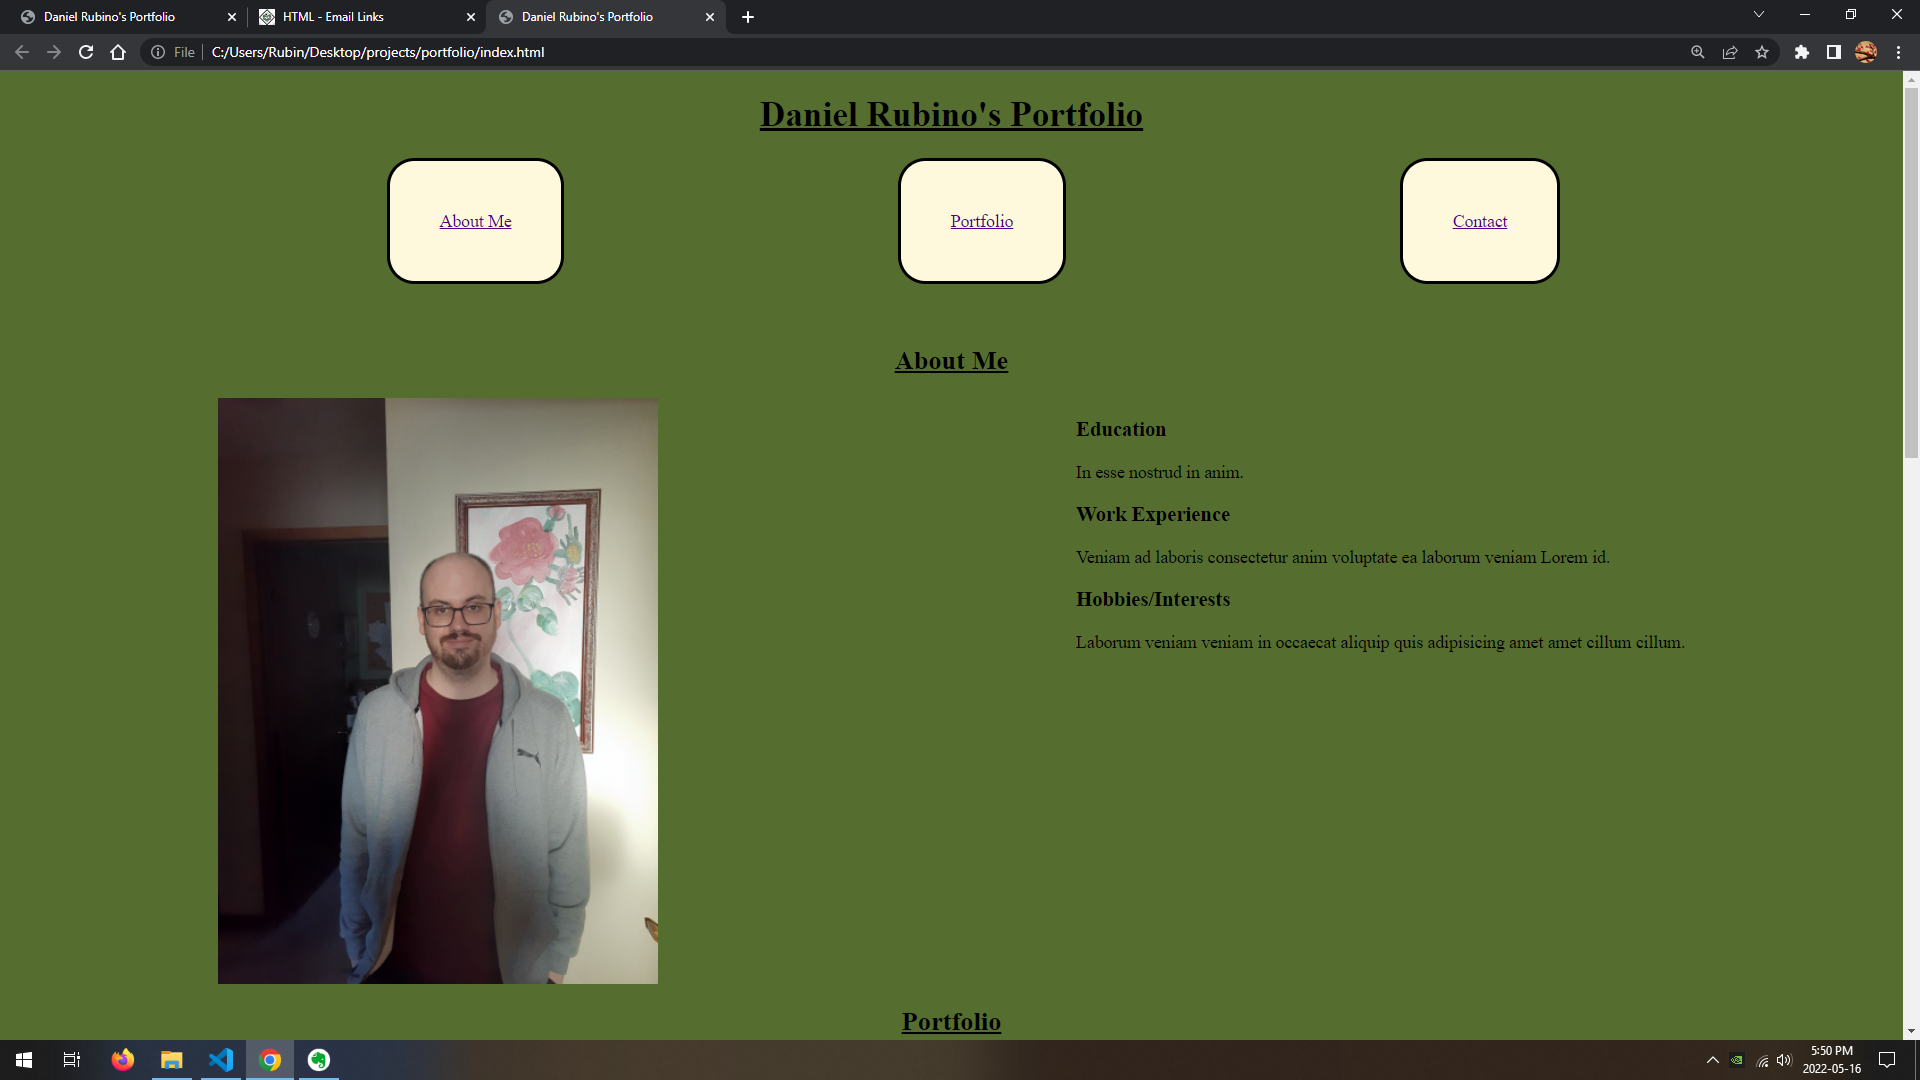 Daniel Rubino's Portfolio
HTML - Email Links
Daniel Rubino's Portfolio
File
C:/Users/Rubin/Desktop/projects/portfolio/index.html
Daniel Rubino's Portfolio
About Me
Portfolio
Contact
About Me
Education
In esse nostrud in anim.
Work Experience
Veniam ad laboris consectetur anim voluptate ea laborum veniam Lorem id.
Hobbies/Interests
Laborum veniam veniam in occaecat aliquip quis adipisicing amet amet cillum cillum.
Portfolio
5:50 PM
2022-05-16